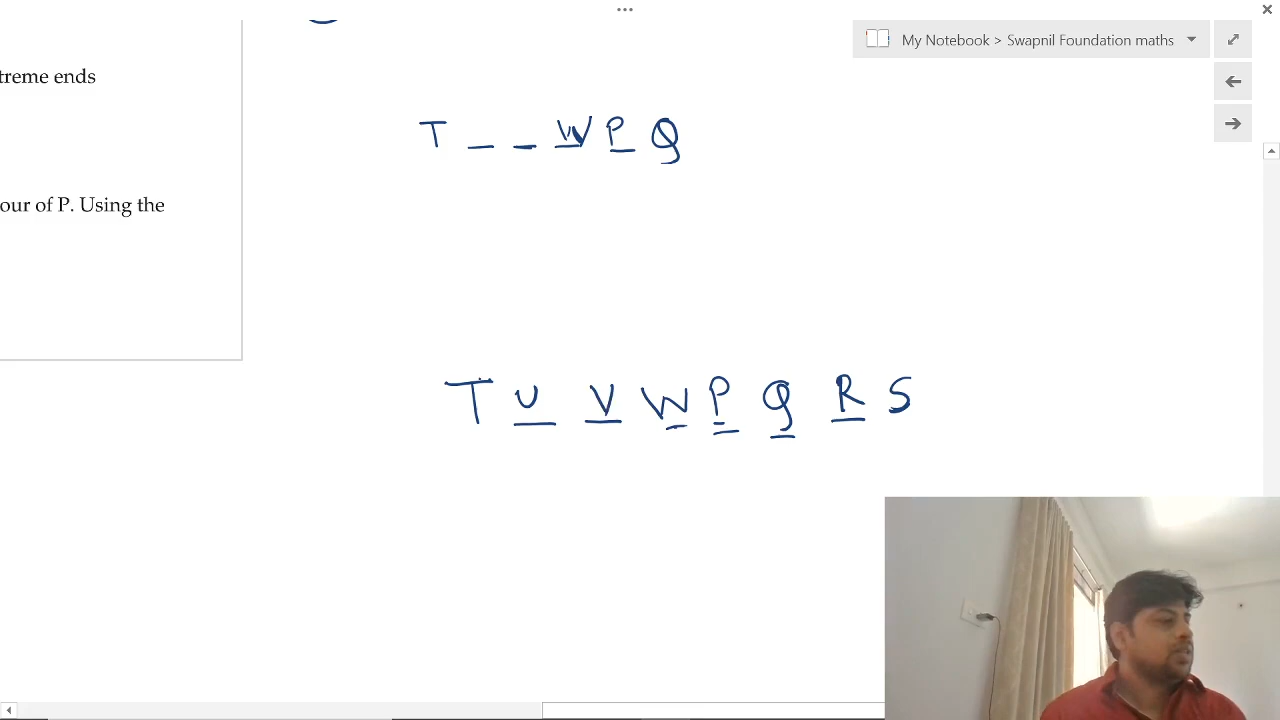 ...
My Notebook > Swapnil Foundation maths
treme ends
T _ _ W P Q
our of P. Using the
T U V W P Q R S